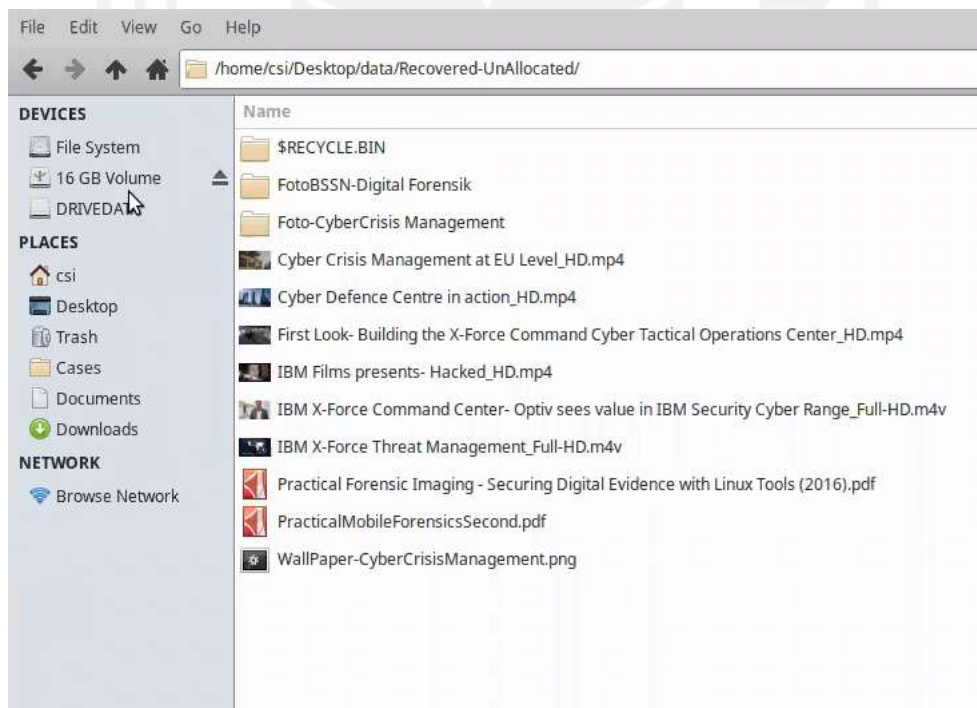 File Edit View Go Help
/home/csi/Desktop/data/Recovered-UnAllocated/
DEVICES
File System
16 GB Volume
DRIVEDATA
PLACES
csi
Desktop
Trash
Cases
Documents
Downloads
NETWORK
Browse Network
Name
$RECYCLE.BIN
FotoBSSN-Digital Forensik
Foto-CyberCrisis Management
Cyber Crisis Management at EU Level_HD.mp4
Cyber Defence Centre in action_HD.mp4
First Look- Building the X-Force Command Cyber Tactical Operations Center_HD.mp4
IBM Films presents- Hacked_HD.mp4
IBM X-Force Command Center- Optiv sees value in IBM Security Cyber Range_Full-HD.m4v
IBM X-Force Threat Management_Full-HD.m4v
Practical Forensic Imaging - Securing Digital Evidence with Linux Tools (2016).pdf
PracticalMobileForensicsSecond.pdf
WallPaper-CyberCrisisManagement.png